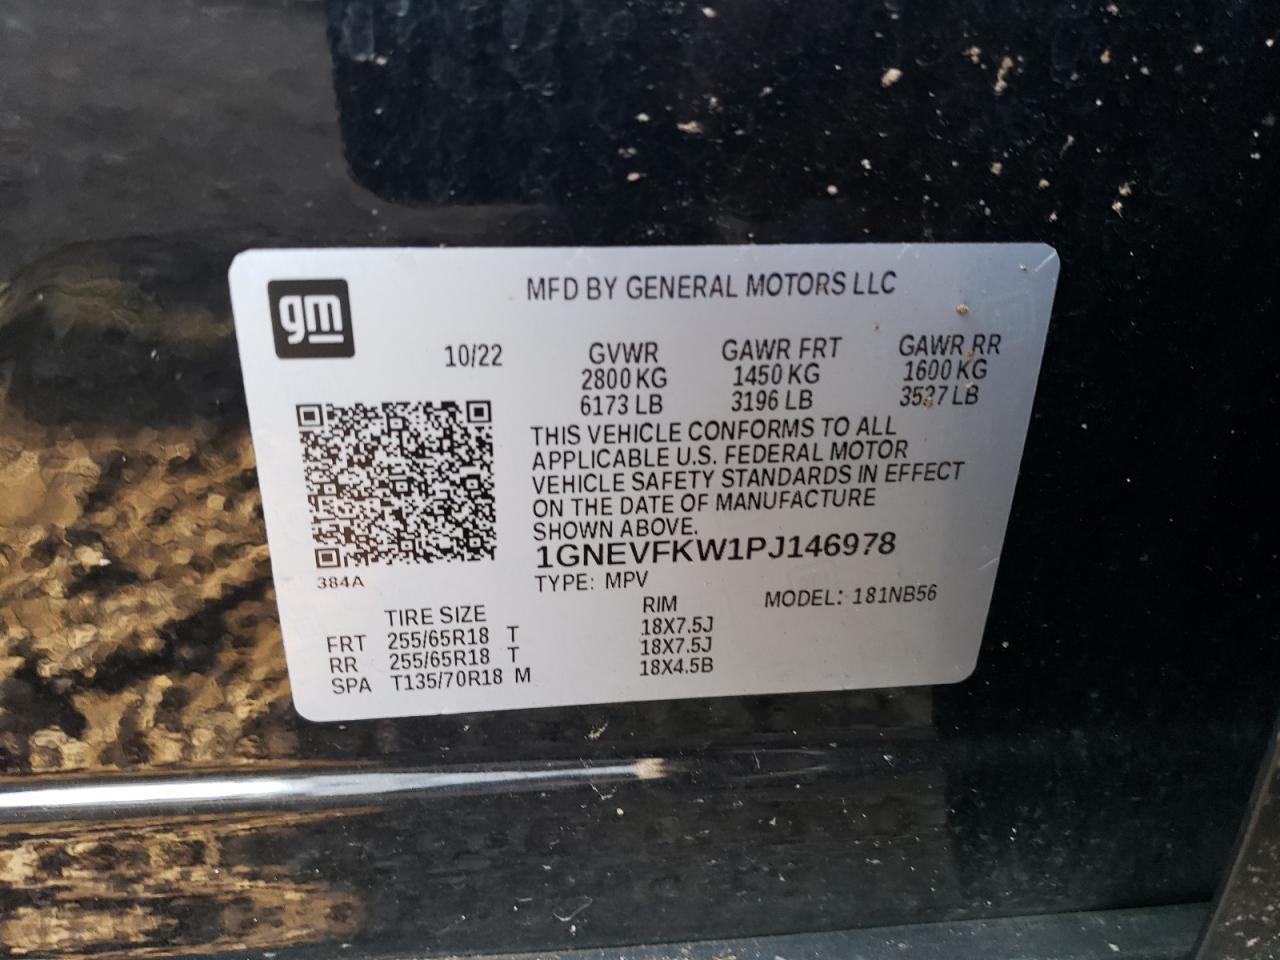 gm
MFD BY GENERAL MOTORS LLC
10/22 GVWR GAWR FRT GAWR RR
2800 KG 1450 KG 1600 KG
6173 LB 3196 LB 3527 LB
THIS VEHICLE CONFORMS TO ALL
APPLICABLE U.S. FEDERAL MOTOR
VEHICLE SAFETY STANDARDS IN EFFECT
ON THE DATE OF MANUFACTURE
SHOWN ABOVE.
1GNEVFKW1PJ146978
384A
TYPE: MPV MODEL: 181NB56
TIRE SIZE RIM
FRT 255/65R18 T 18X7.5J
RR 255/65R18 T 18X7.5J
SPA T135/70R18 M 18X4.5B